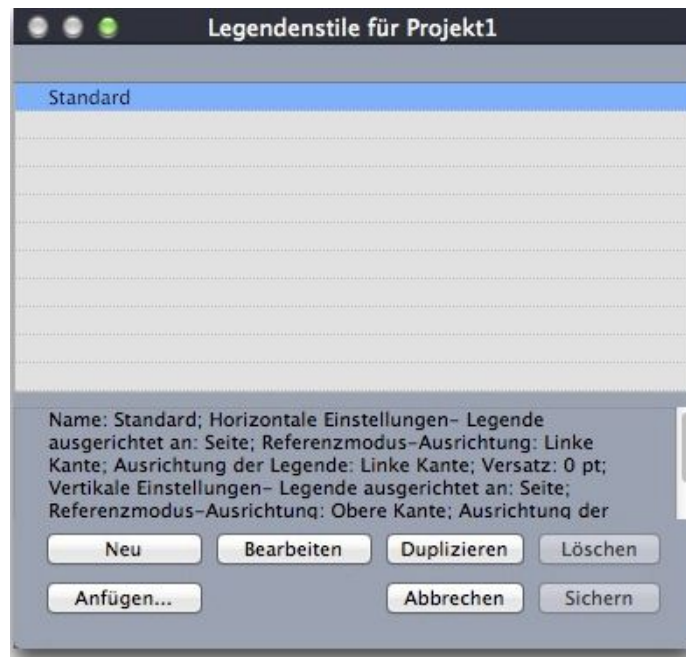 Legendenstile für Projekt1
Standard
Name: Standard; Horizontale Einstellungen– Legende
ausgerichtet an: Seite; Referenzmodus-Ausrichtung: Linke
Kante; Ausrichtung der Legende: Linke Kante; Versatz: 0 pt;
Vertikale Einstellungen– Legende ausgerichtet an: Seite;
Referenzmodus-Ausrichtung: Obere Kante; Ausrichtung der
Neu Bearbeiten Duplizieren Löschen
Anfügen... Abbrechen Sichern